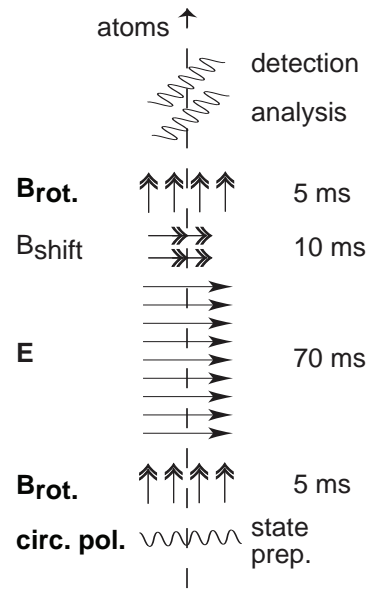 atoms
detection
analysis
Brot. 5 ms
Bshift 10 ms
E 70 ms
Brot. 5 ms
circ. pol. state
prep.